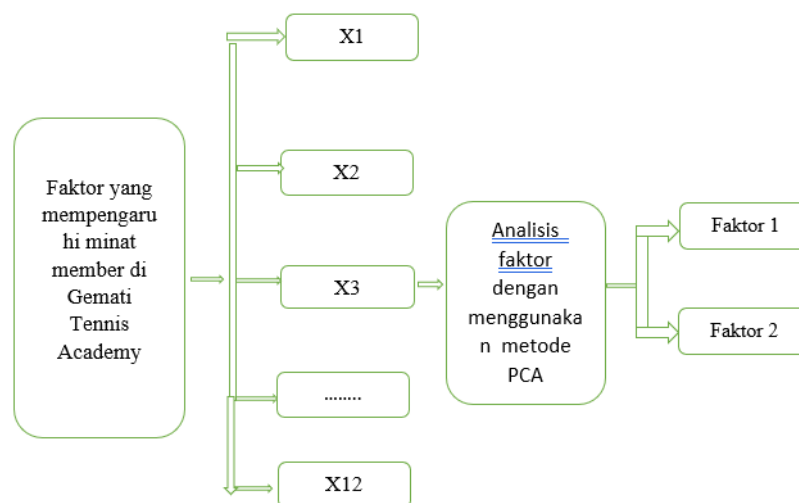 X1
Faktor yang
mempengaru
hi minat
member di
Gemati
Tennis
Academy
X2
X3
........
X12
Analisis
faktor
dengan
menggunaka
n metode
PCA
Faktor 1
Faktor 2